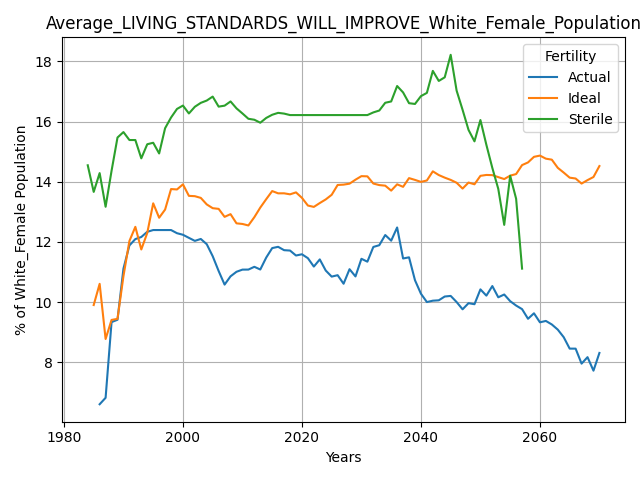 Average_LIVING_STANDARDS_WILL_IMPROVE_White_Female_Population
% of White_Female Population
18
16
14
12
10
8
Fertility
Actual
Ideal
Sterile
1980
2000
2020
2040
2060
Years